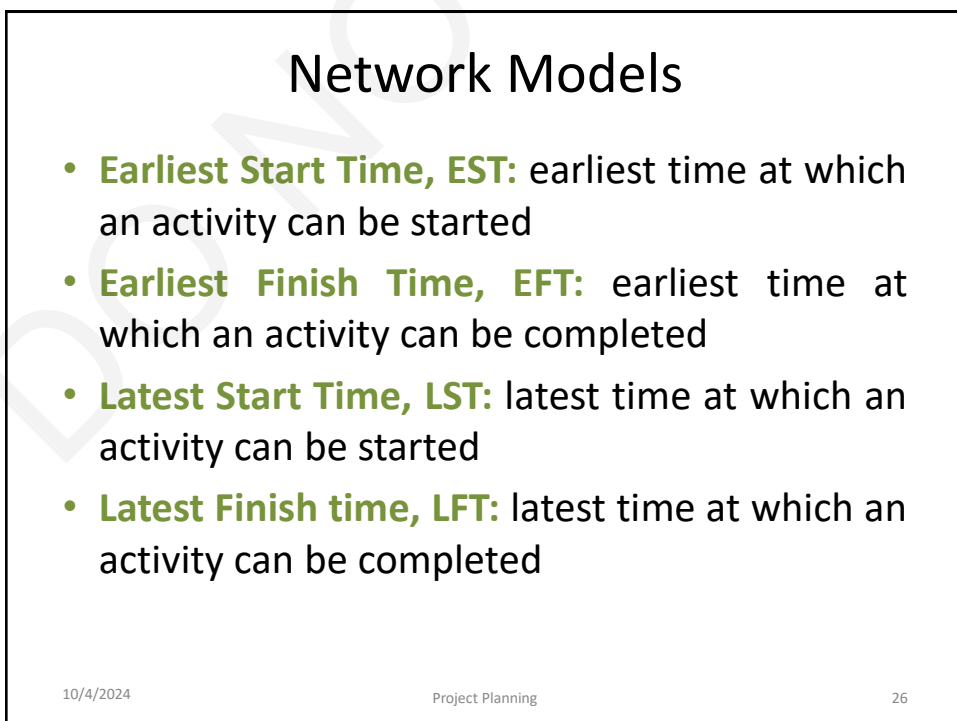 Network Models
• Earliest Start Time, EST: earliest time at which
an activity can be started
• Earliest Finish Time, EFT: earliest time at
which an activity can be completed
• Latest Start Time, LST: latest time at which an
activity can be started
• Latest Finish time, LFT: latest time at which an
activity can be completed
DO NO
10/4/2024 Project Planning 26